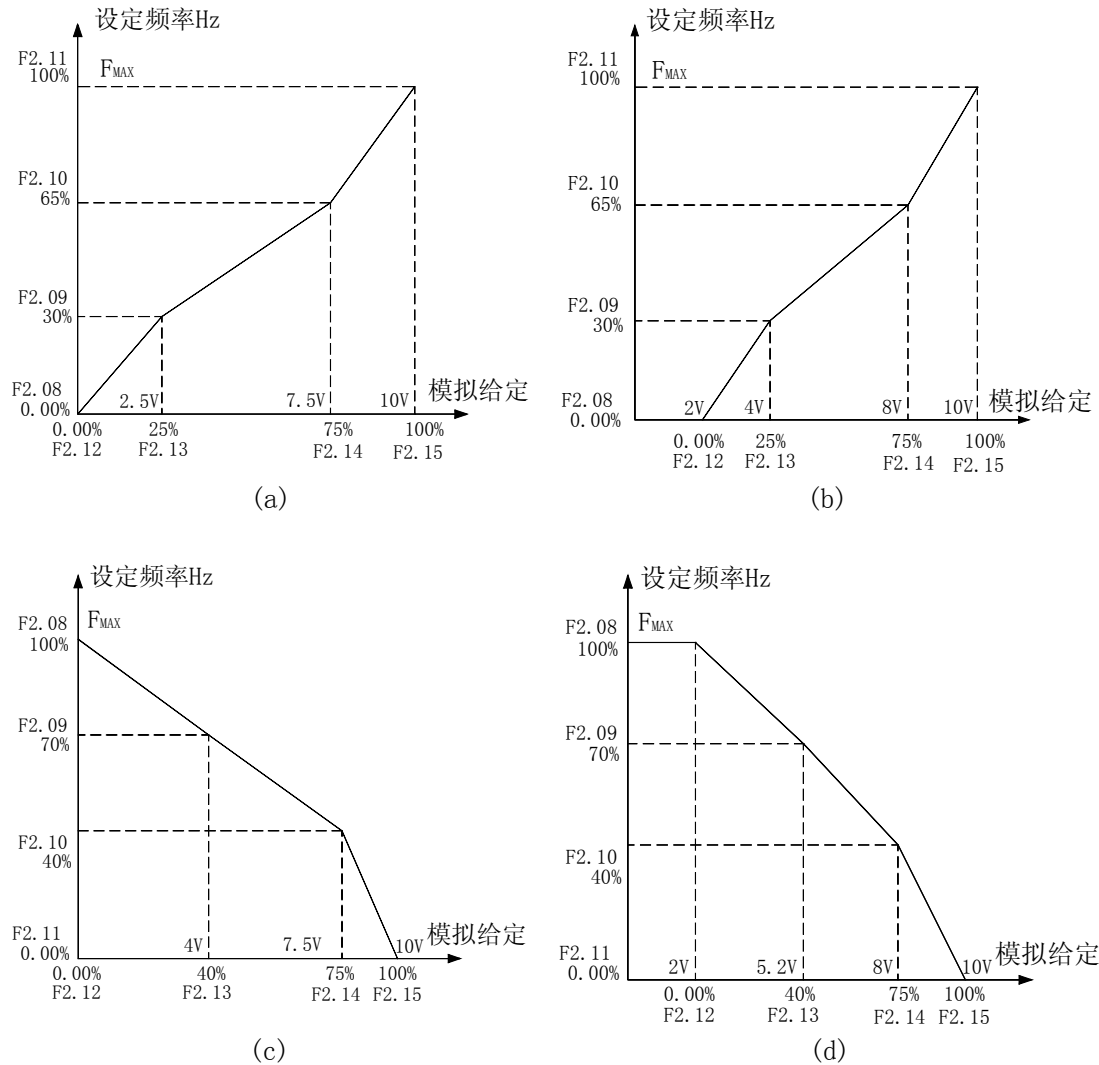 设定频率Hz
F2.11
100%
FMAX
F2.10
65%
F2.09
30%
F2.08
0.00%
2.5V
7.5V
10V
模拟给定
0.00%
25%
75%
100%
F2.12
F2.13
F2.14
F2.15
(a)
设定频率Hz
F2.11
100%
FMAX
F2.10
65%
F2.09
30%
F2.08
0.00%
2V
4V
8V
10V
模拟给定
0.00%
25%
75%
100%
F2.12
F2.13
F2.14
F2.15
(b)
设定频率Hz
F2.08
100%
FMAX
F2.09
70%
F2.10
40%
F2.11
0.00%
4V
7.5V
10V
模拟给定
0.00%
40%
75%
100%
F2.12
F2.13
F2.14
F2.15
(c)
设定频率Hz
F2.08
100%
FMAX
F2.09
70%
F2.10
40%
F2.11
0.00%
2V
5.2V
8V
10V
模拟给定
0.00%
40%
75%
100%
F2.12
F2.13
F2.14
F2.15
(d)